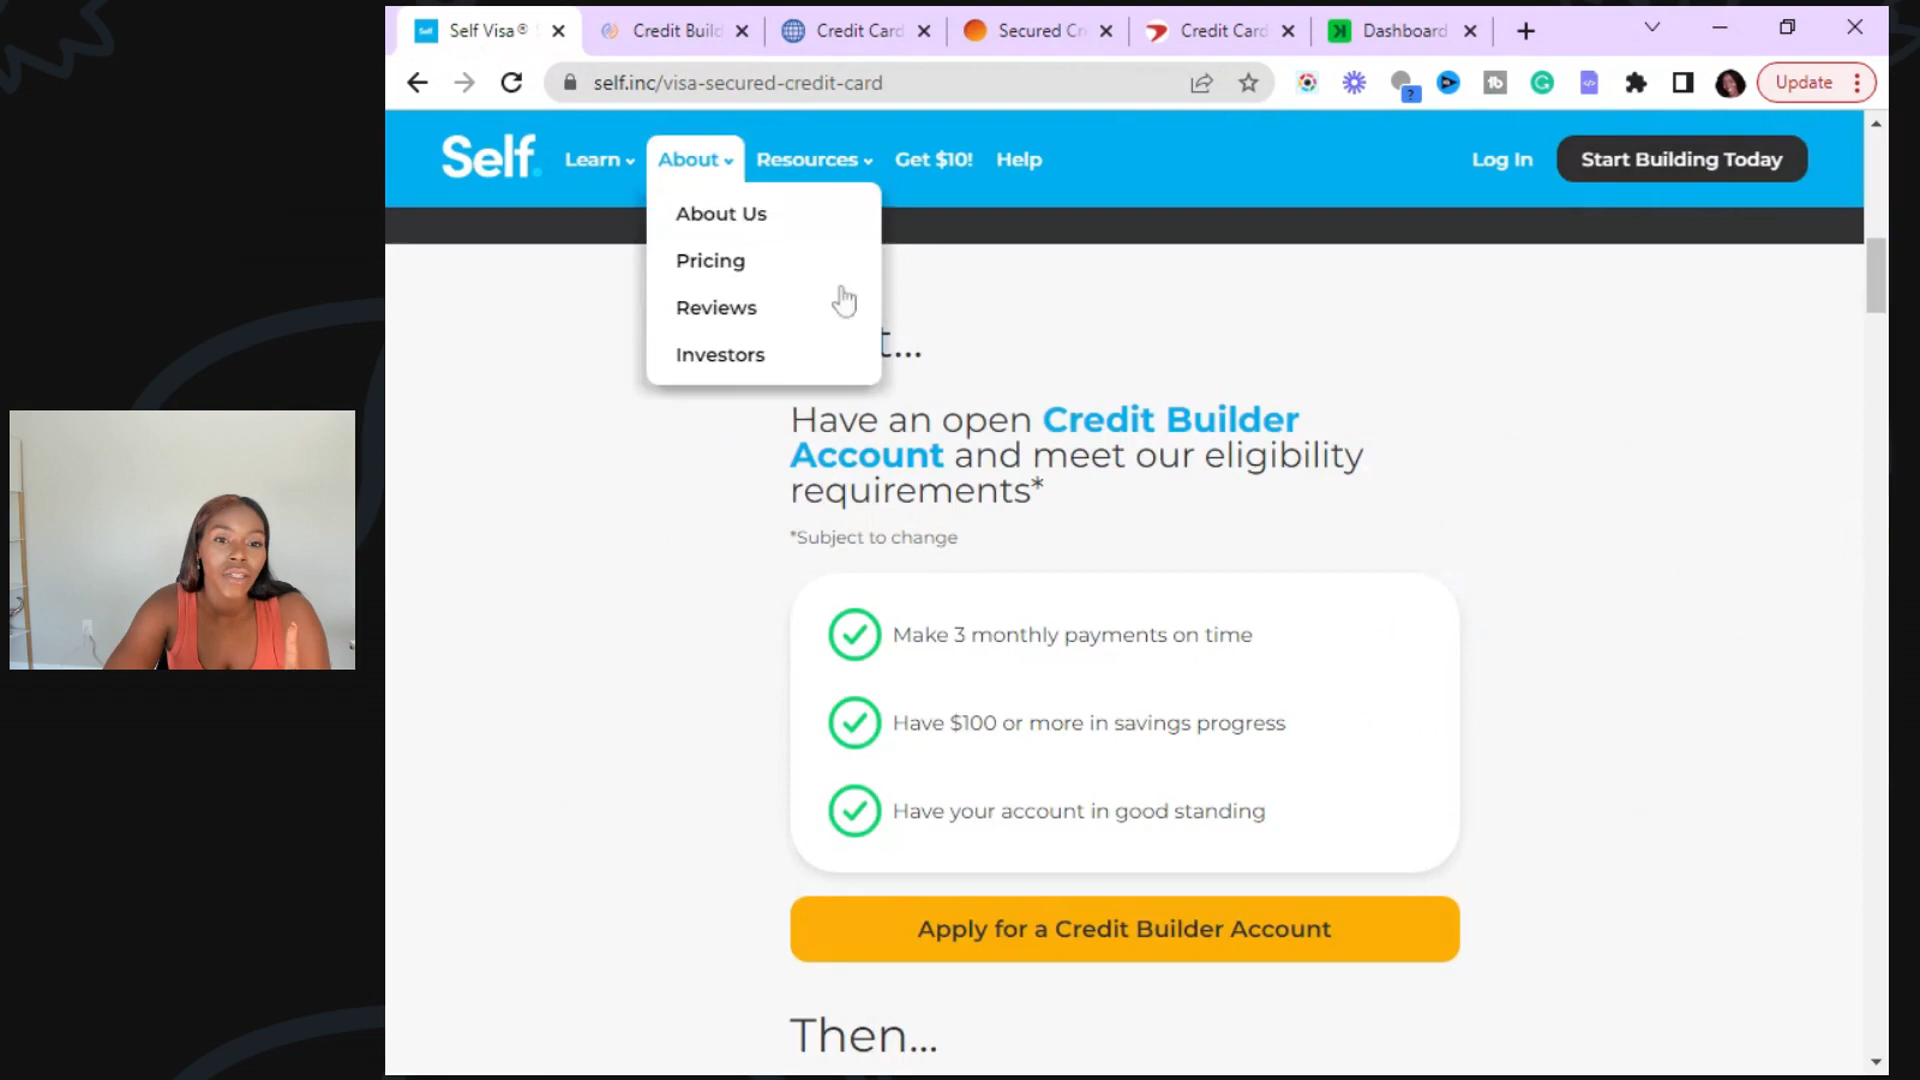 Self Visa®
Credit Buil
Credit Card
Secured Cr
Credit Card
Dashboard
self.inc/visa-secured-credit-card
Update
Self.
Learn
About
Resources
Get $10!
Help
Log In
Start Building Today
About Us
Pricing
Reviews
Investors
t...
Have an open Credit Builder
Account and meet our eligibility
requirements*
*Subject to change
Make 3 monthly payments on time
Have $100 or more in savings progress
Have your account in good standing
Apply for a Credit Builder Account
Then...